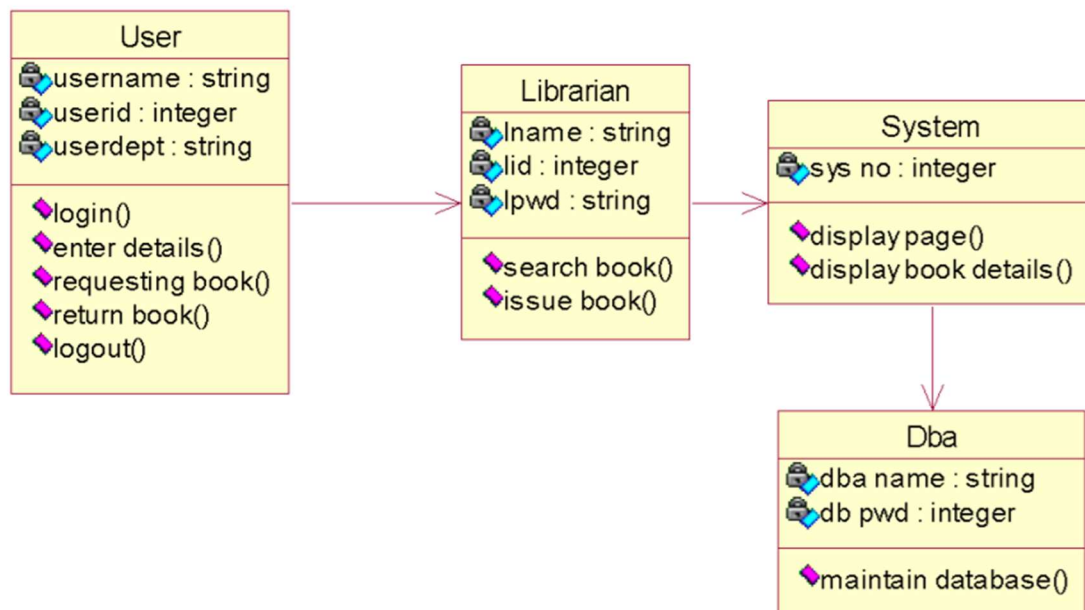 User
username : string
userid : integer
userdept : string
login()
enter details()
requesting book()
return book()
logout()
Librarian
lname : string
lid : integer
lpwd : string
search book()
issue book()
System
sys no : integer
display page()
display book details()
Dba
dba name : string
db pwd : integer
maintain database()